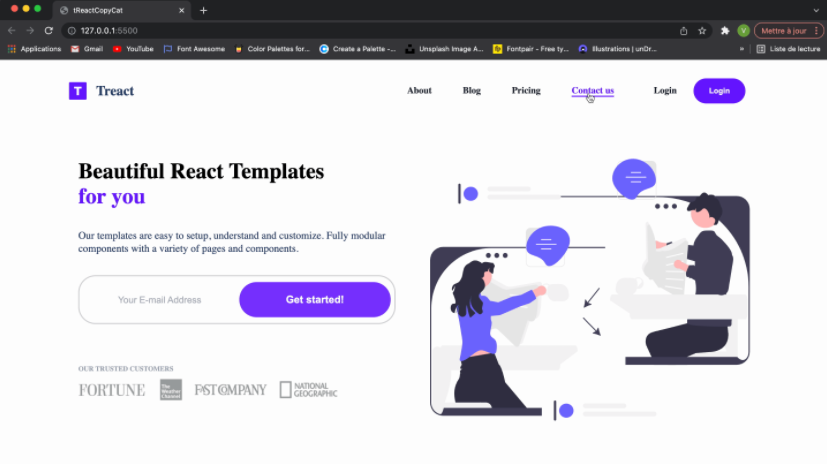 tReactCopyCat
127.0.0.1:5500
Mettre à jour
Applications
Gmail
YouTube
Font Awesome
Color Palettes for...
Create a Palette -...
Unsplash Image A...
Fontpair - Free ty...
Illustrations | unDr...
»
Liste de lecture
T
Treact
About
Blog
Pricing
Contact us
Login
Login
Beautiful React Templates
for you
Our templates are easy to setup, understand and customize. Fully modular
components with a variety of pages and components.
Your E-mail Address
Get started!
OUR TRUSTED CUSTOMERS
FORTUNE
The
Weather
Channel
FAST COMPANY
NATIONAL
GEOGRAPHIC